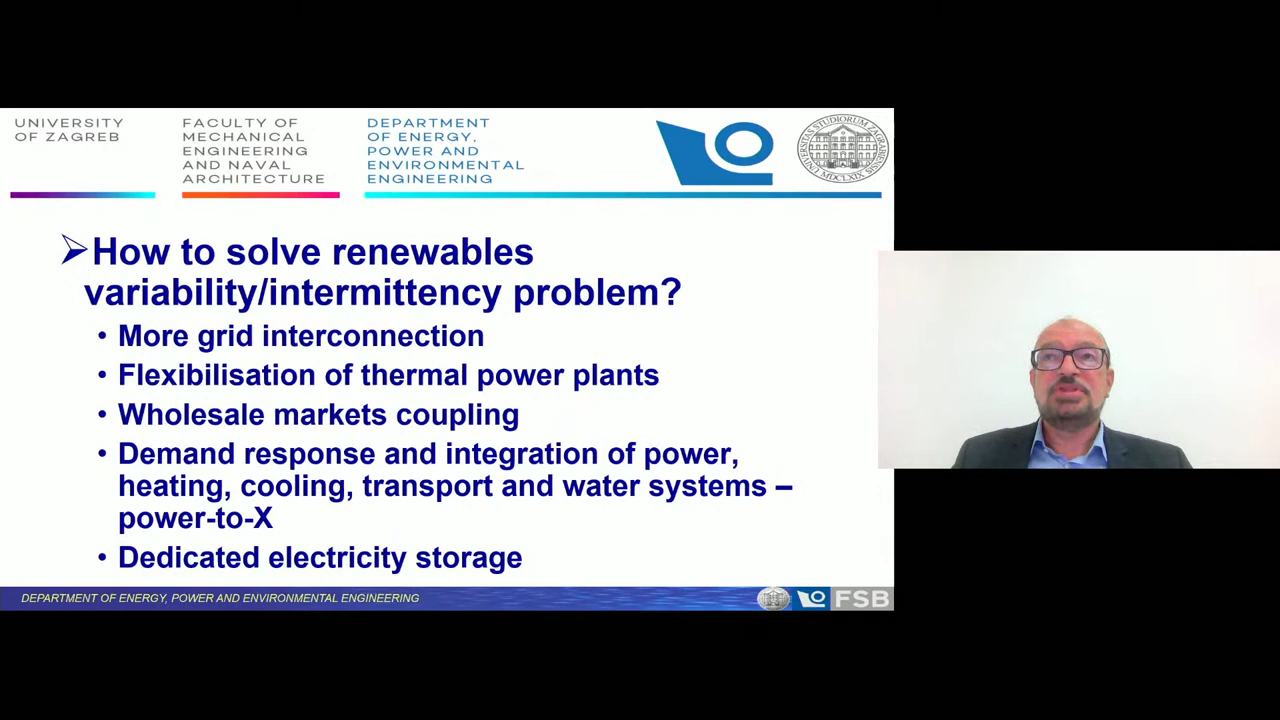 UNIVERSITY
OF ZAGREB
FACULTY OF
MECHANICAL
ENGINEERING
AND NAVAL
ARCHITECTURE
DEPARTMENT
OF ENERGY,
POWER AND
ENVIRONMENTAL
ENGINEERING
➢How to solve renewables
variability/intermittency problem?
• More grid interconnection
• Flexibilisation of thermal power plants
• Wholesale markets coupling
• Demand response and integration of power,
heating, cooling, transport and water systems –
power-to-X
• Dedicated electricity storage
DEPARTMENT OF ENERGY, POWER AND ENVIRONMENTAL ENGINEERING
FSB